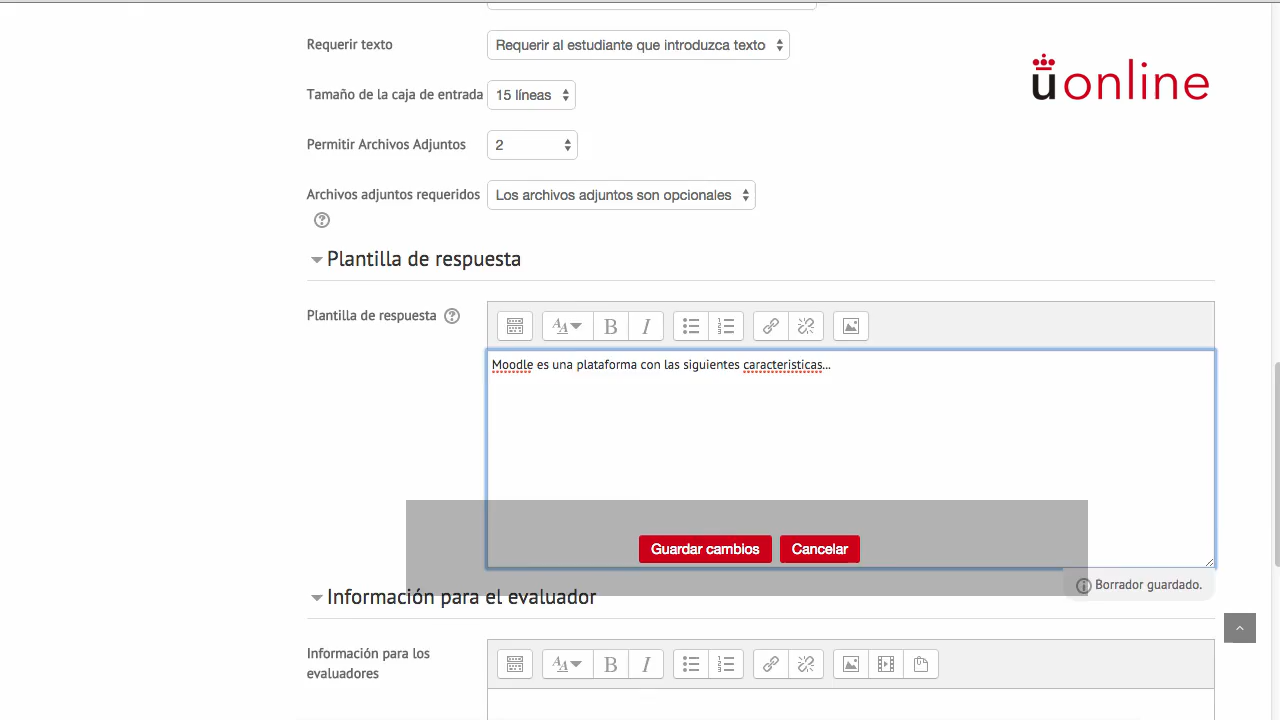 Requerir texto
Requerir al estudiante que introduzca texto
uonline
Tamaño de la caja de entrada
15 líneas
Permitir Archivos Adjuntos
2
Archivos adjuntos requeridos
Los archivos adjuntos son opcionales
Plantilla de respuesta
Plantilla de respuesta
Moodle es una plataforma con las siguientes caracteristicas...
Guardar cambios
Cancelar
Borrador guardado.
Información para el evaluador
Información para los
evaluadores